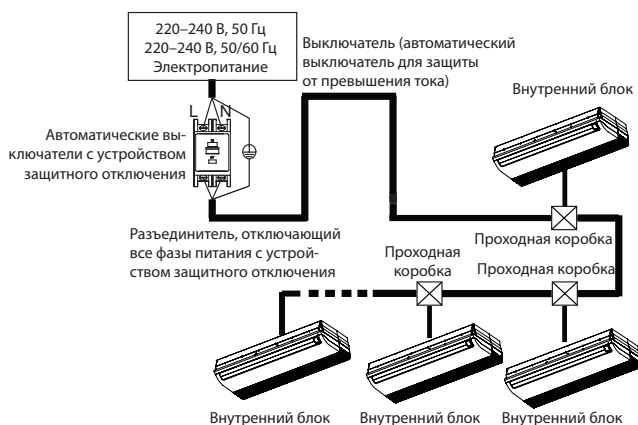 220–240 В, 50 Гц
220–240 В, 50/60 Гц
Электропитание
Выключатель (автоматический
выключатель для защиты
от превышения тока)
Внутренний блок
L N
Автоматические вы-
ключатели с устройством
защитного отключения
Разъединитель, отключающий
все фазы питания с устрой-
ством защитного отключения
Проходная коробка
Проходная
коробка
Проходная коробка
Внутренний блок
Внутренний блок
Внутренний блок